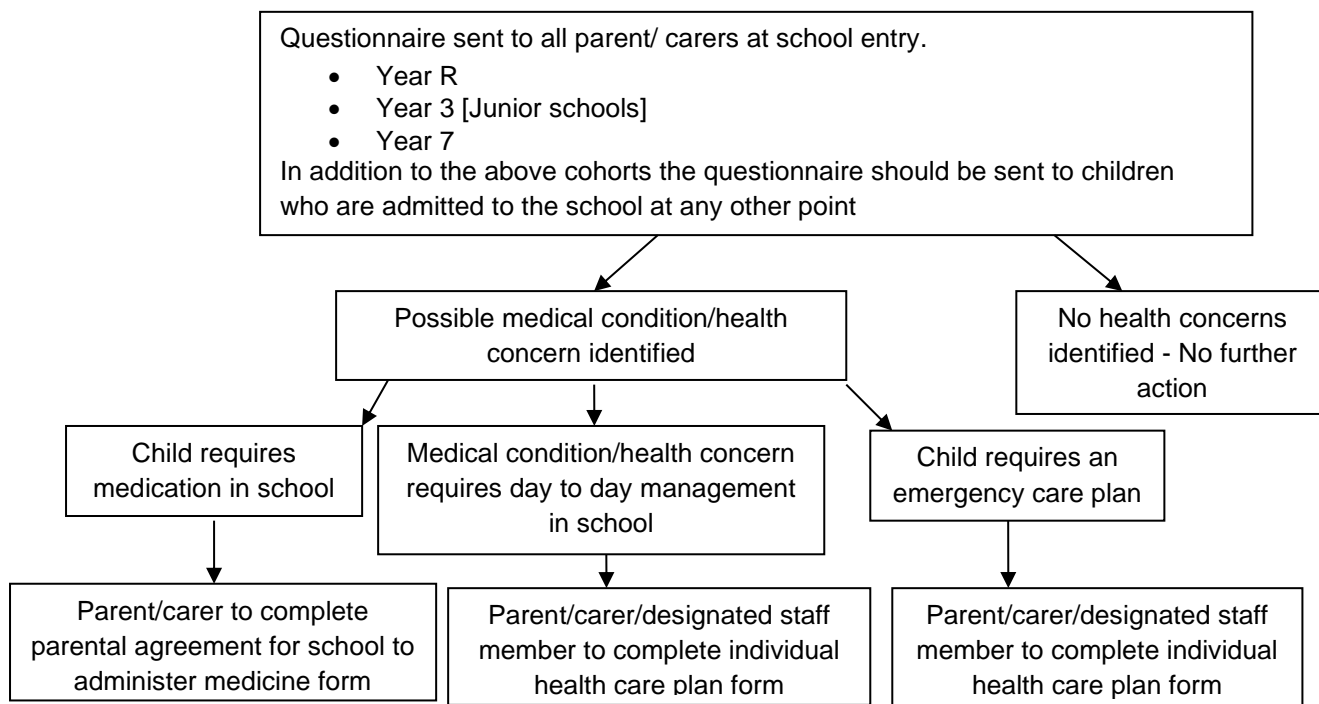 Questionnaire sent to all parent/ carers at school entry.
• Year R
• Year 3 [Junior schools]
• Year 7
In addition to the above cohorts the questionnaire should be sent to children
who are admitted to the school at any other point
Possible medical condition/health
concern identified
No health concerns
identified - No further
action
Child requires
medication in school
Medical condition/health concern
requires day to day management
in school
Child requires an
emergency care plan
Parent/carer to complete
parental agreement for school to
administer medicine form
Parent/carer/designated staff
member to complete individual
health care plan form
Parent/carer/designated staff
member to complete individual
health care plan form